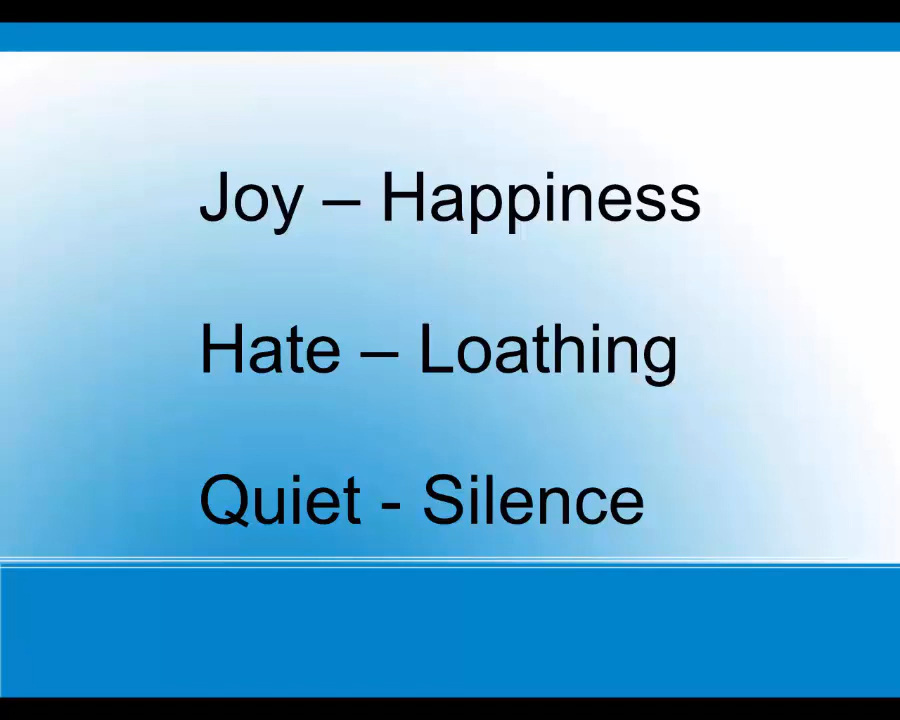 Joy – Happiness
Hate – Loathing
Quiet - Silence